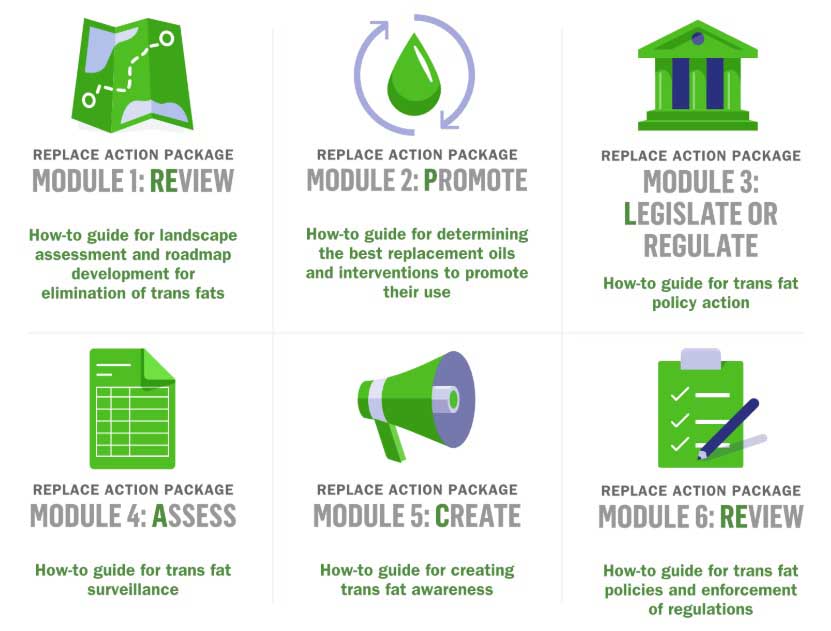 REPLACE ACTION PACKAGE
MODULE 1: REVIEW
How-to guide for landscape
assessment and roadmap
development for
elimination of trans fats
REPLACE ACTION PACKAGE
MODULE 2: PROMOTE
How-to guide for determining
the best replacement oils
and interventions to promote
their use
REPLACE ACTION PACKAGE
MODULE 3:
LEGISLATE OR
REGULATE
How-to guide for trans fat
policy action
REPLACE ACTION PACKAGE
MODULE 4: ASSESS
How-to guide for trans fat
surveillance
REPLACE ACTION PACKAGE
MODULE 5: CREATE
How-to guide for creating
trans fat awareness
REPLACE ACTION PACKAGE
MODULE 6: REVIEW
How-to guide for trans fat
policies and enforcement
of regulations